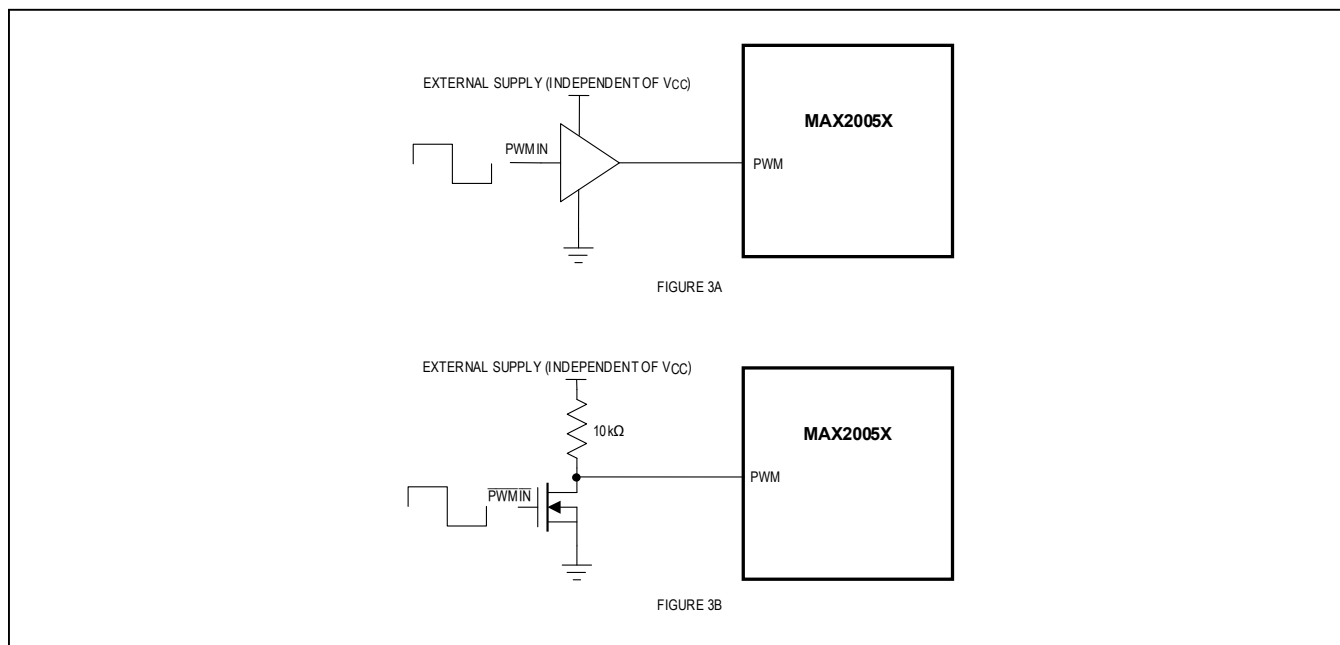 EXTERNAL SUPPLY (INDEPENDENT OF VCC)
MAX2005X
PWMIN
PWM
FIGURE 3A
EXTERNAL SUPPLY (INDEPENDENT OF VCC)
10kΩ
MAX2005X
PWMIN
PWM
FIGURE 3B